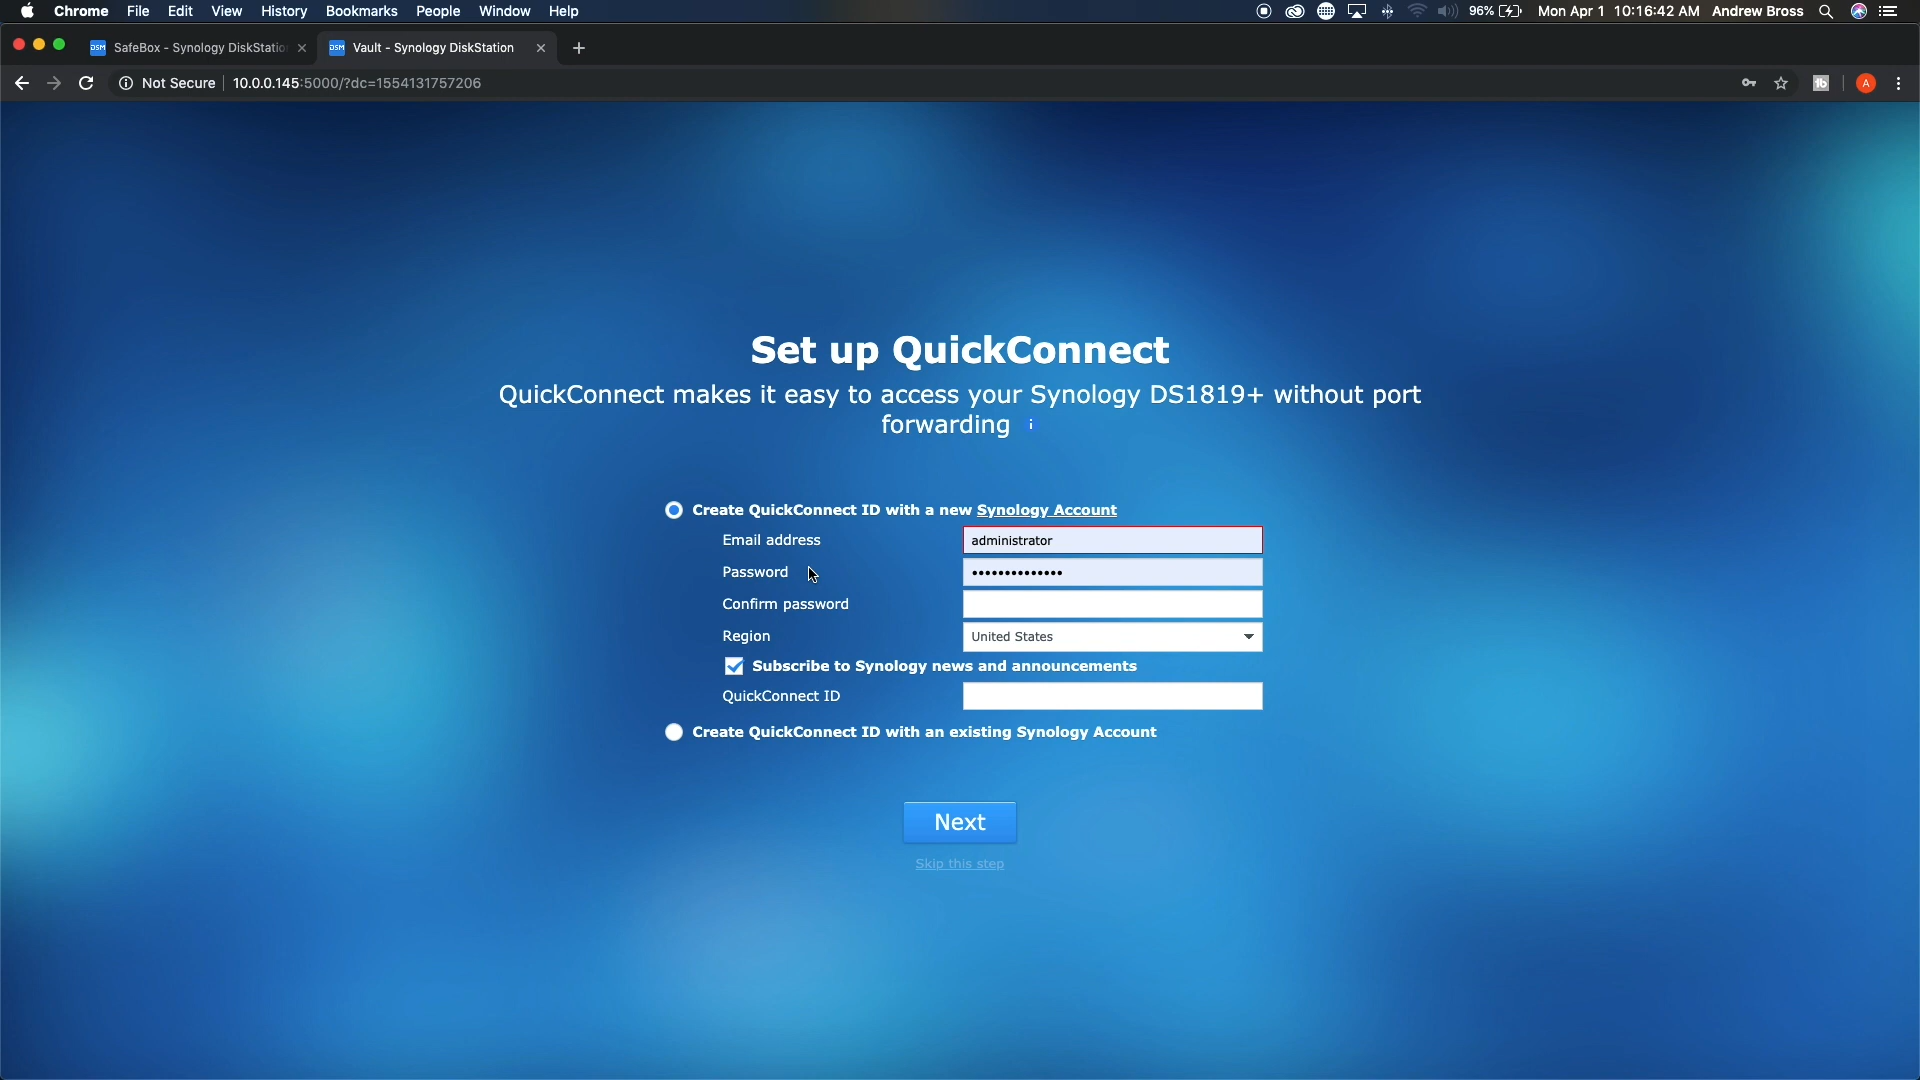 Chrome File Edit View History Bookmarks People Window Help 96% Mon Apr 1 10:16:42 AM Andrew Bross
DSM SafeBox - Synology DiskStatio DSM Vault - Synology DiskStation
Not Secure 10.0.0.145:5000/?dc=1554131757206 tb A
Set up QuickConnect
QuickConnect makes it easy to access your Synology DS1819+ without port
forwarding i
Create QuickConnect ID with a new Synology Account
Email address administrator
Password ••••••••••••••
Confirm password
Region United States
Subscribe to Synology news and announcements
QuickConnect ID
Create QuickConnect ID with an existing Synology Account
Next
Skip this step